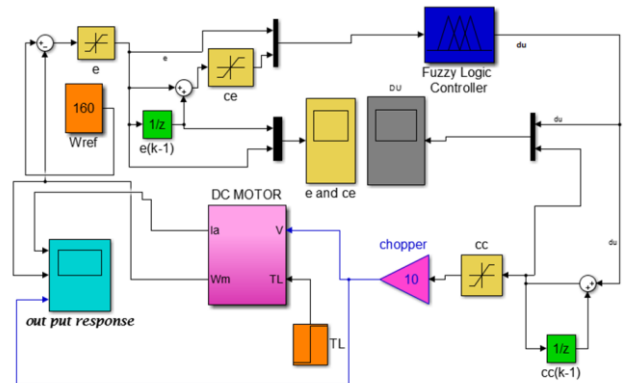 e
e
ce
du
Fuzzy Logic
Controller
DU
160
Wref
1/z
e(k-1)
e and ce
du
DC MOTOR
Ia
V
Wm
TL
chopper
10
cc
du
out put response
TL
1/z
cc(k-1)